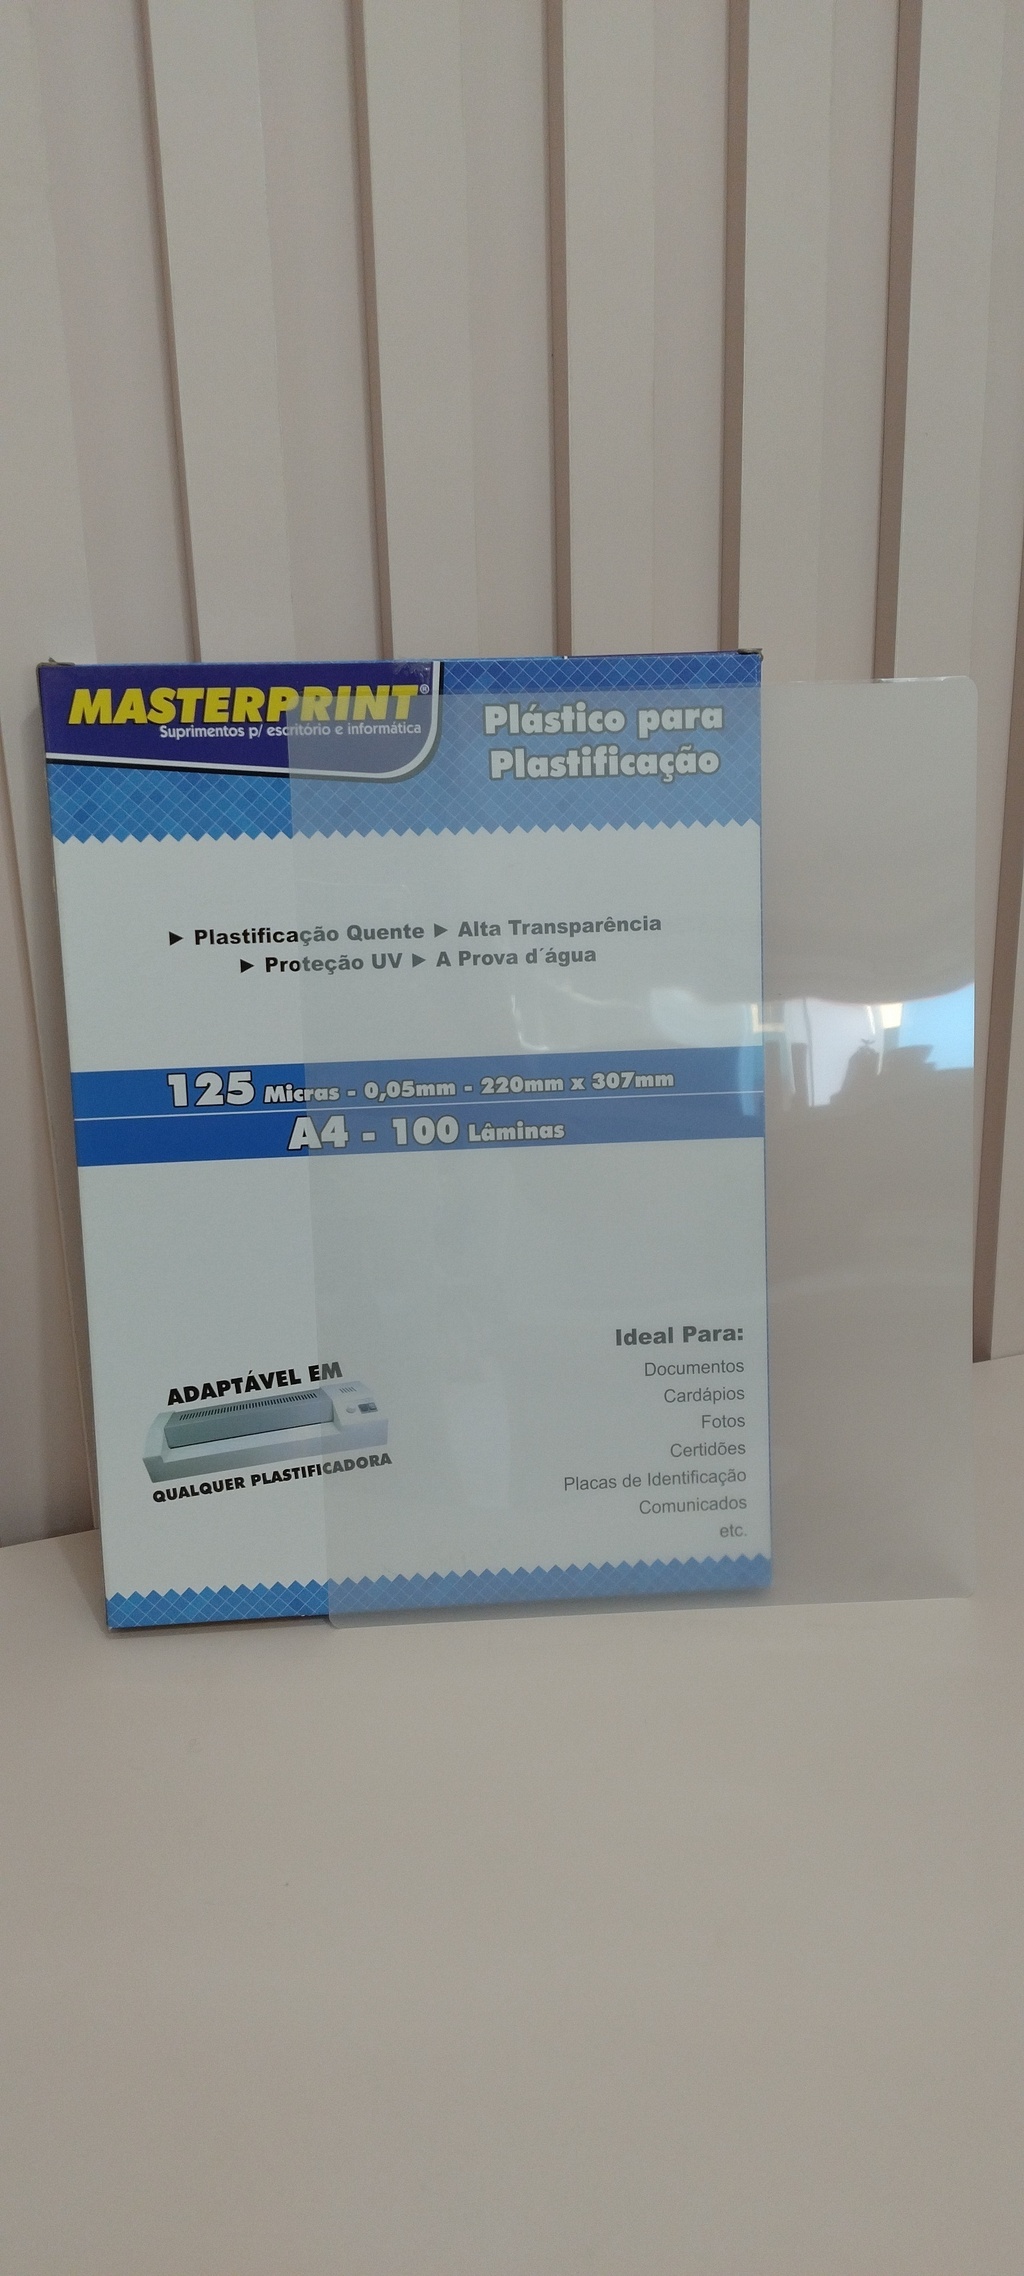 MASTERPRINT®
Suprimentos p/ escritório e informática
Plástico para
Plastificação
► Plastificação Quente ► Alta Transparência
► Proteção UV ► A Prova d´água
125 Micras - 0,05mm - 220mm x 307mm
A4 - 100 Lâminas
ADAPTÁVEL EM
QUALQUER PLASTIFICADORA
Ideal Para:
Documentos
Cardápios
Fotos
Certidões
Placas de Identificação
Comunicados
etc.